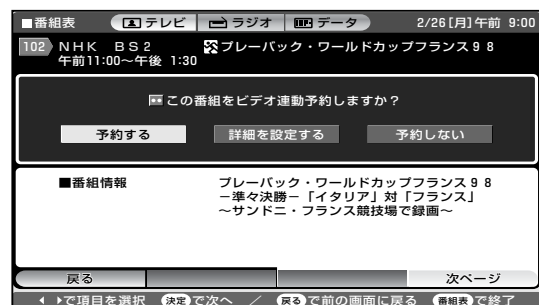 ■番組表 テレビ ラジオ データ 2/26[月]午前 9:00
102 NHK BS2 プレーバック・ワールドカップフランス98
午前11:00〜午後 1:30
この番組をビデオ連動予約しますか?
予約する 詳細を設定する 予約しない
■番組情報 プレーバック・ワールドカップフランス98
−準々決勝−「イタリア」対「フランス」
〜サンドニ・フランス競技場で録画〜
戻る 次ページ
で項目を選択 決定で次へ / 戻るで前の画面に戻る 番組表で終了